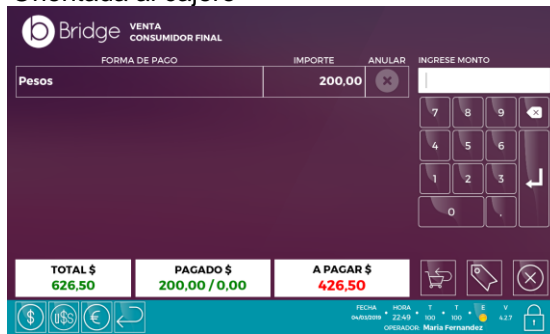 Orientada al cajero
Bridge VENTA
CONSUMIDOR FINAL
FORMA DE PAGO IMPORTE ANULAR INGRESE MONTO
Pesos 200,00
7 8 9
4 5 6
1 2 3
0 .
TOTAL $ PAGADO $ A PAGAR $
626,50 200,00 / 0,00 426,50
$ U$S €
FECHA HORA T T E V
04/03/2019 22:49 100 100 4.2.7
OPERADOR Maria Fernandez